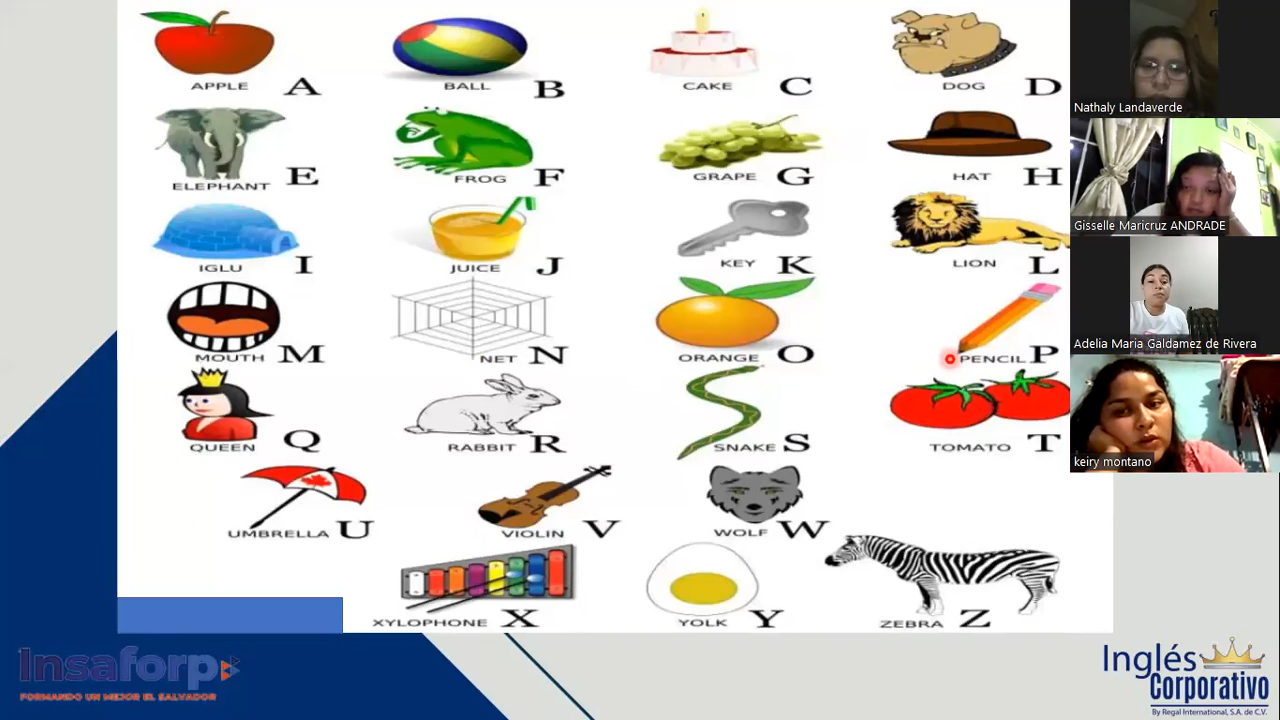 APPLE A
BALL B
CAKE C
DOG D
ELEPHANT E
FROG F
GRAPE G
HAT H
IGLU I
JUICE J
KEY K
LION L
MOUTH M
NET N
ORANGE O
PENCIL P
QUEEN Q
RABBIT R
SNAKE S
TOMATO T
UMBRELLA U
VIOLIN V
WOLF W
XYLOPHONE X
YOLK Y
ZEBRA Z
Nathaly Landaverde
Gisselle Maricruz ANDRADE
Adelia Maria Galdamez de Rivera
keiry montano
Insaforp
FORMANDO UN MEJOR EL SALVADOR
Inglés
Corporativo
By Regal International, S.A. de C.V.